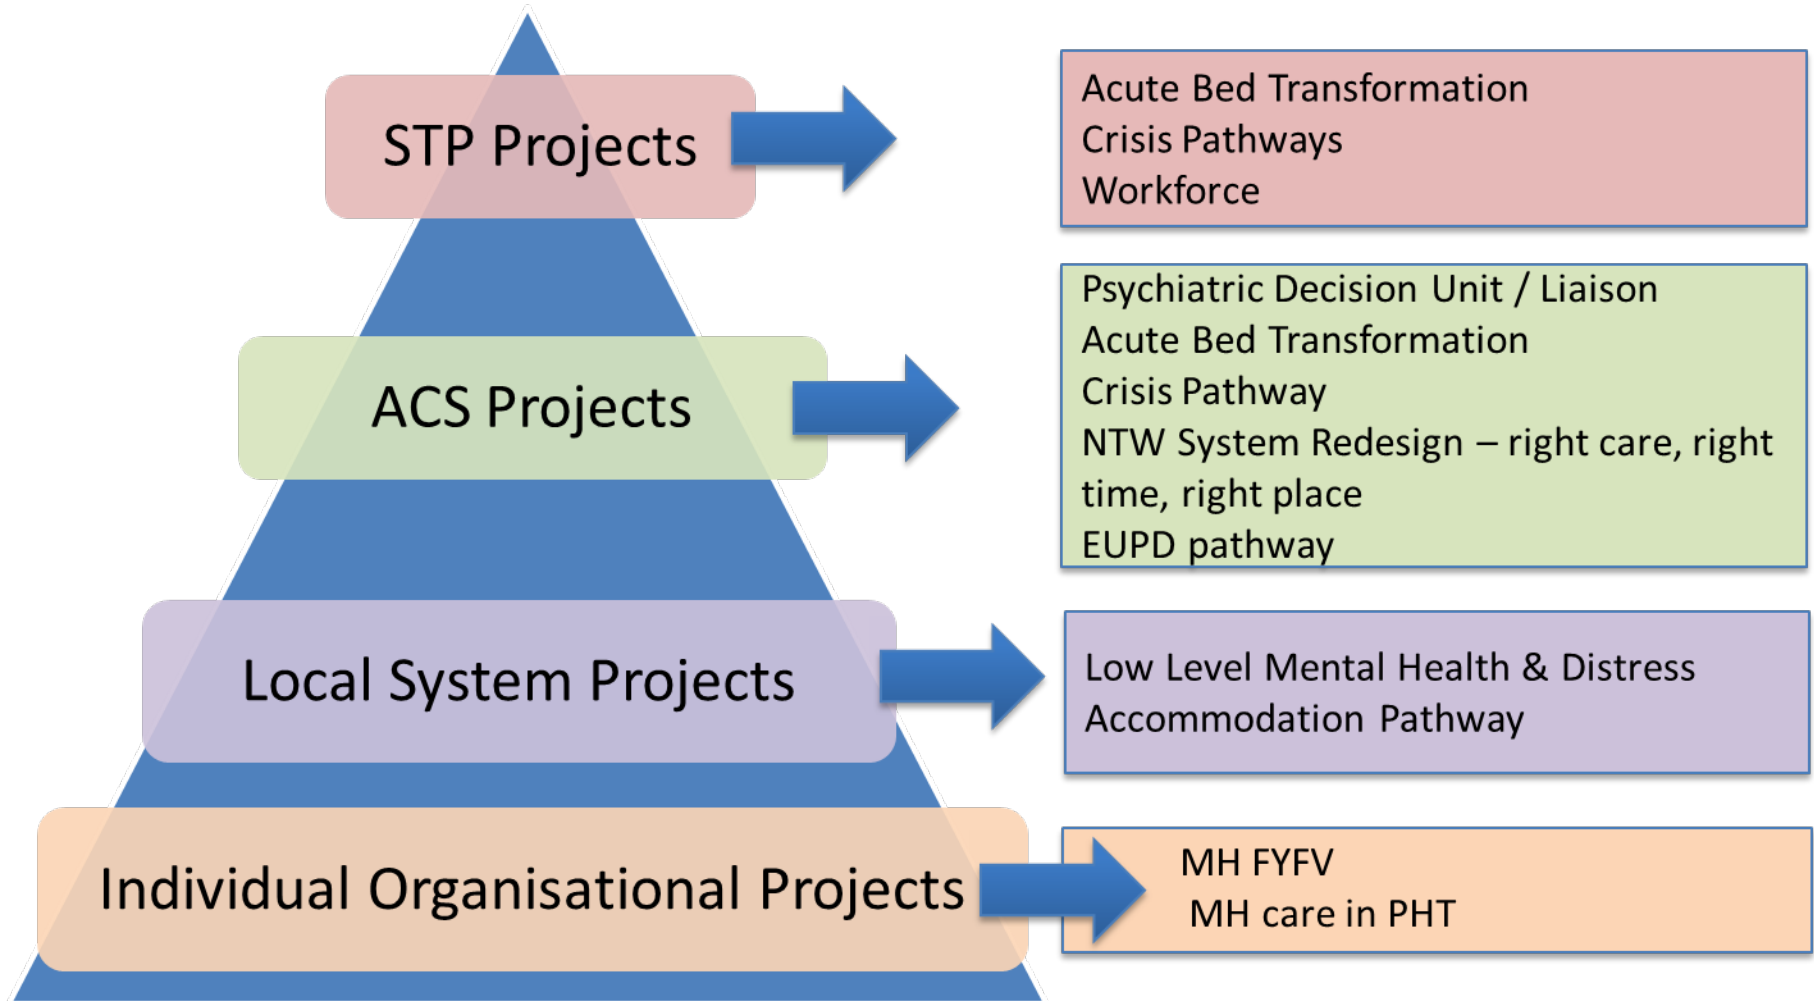 STP Projects
Acute Bed Transformation
Crisis Pathways
Workforce
ACS Projects
Psychiatric Decision Unit / Liaison
Acute Bed Transformation
Crisis Pathway
NTW System Redesign – right care, right
time, right place
EUPD pathway
Local System Projects
Low Level Mental Health & Distress
Accommodation Pathway
Individual Organisational Projects
MH FYFV
MH care in PHT